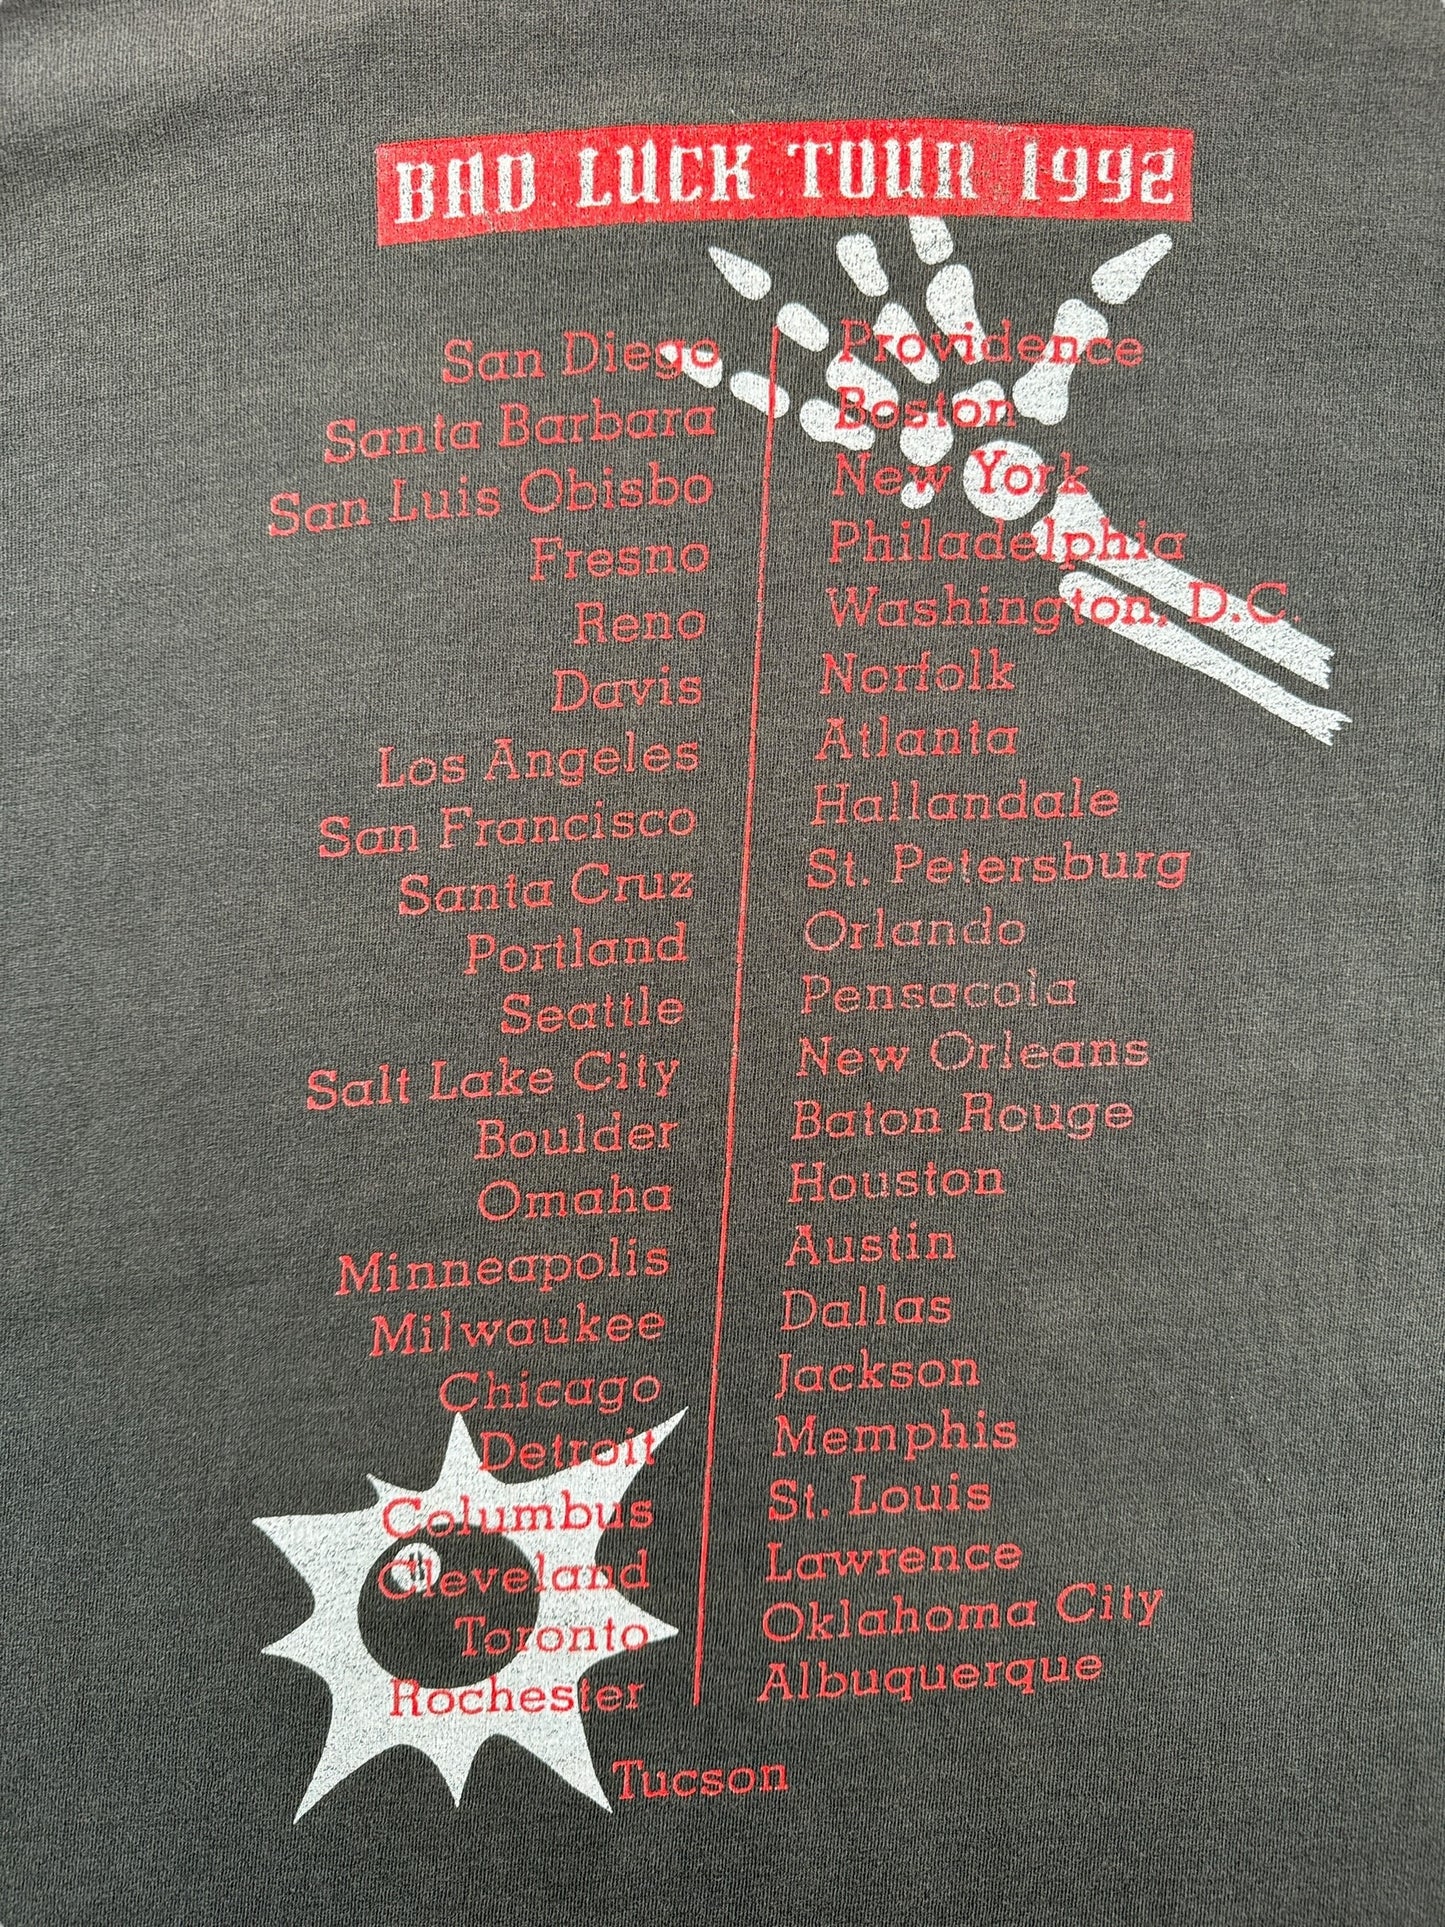 BAD LUCK TOUR 1992
San Diego
Santa Barbara
San Luis Obisbo
Fresno
Reno
Davis
Los Angeles
San Francisco
Santa Cruz
Portland
Seattle
Salt Lake City
Boulder
Omaha
Minneapolis
Milwaukee
Chicago
Detroit
Columbus
Cleveland
Toronto
Rochester
Providence
Boston
New York
Philadelphia
Washington, D.C.
Norfolk
Atlanta
Hallandale
St. Petersburg
Orlando
Pensacola
New Orleans
Baton Rouge
Houston
Austin
Dallas
Jackson
Memphis
St. Louis
Lawrence
Oklahoma City
Albuquerque
Tucson